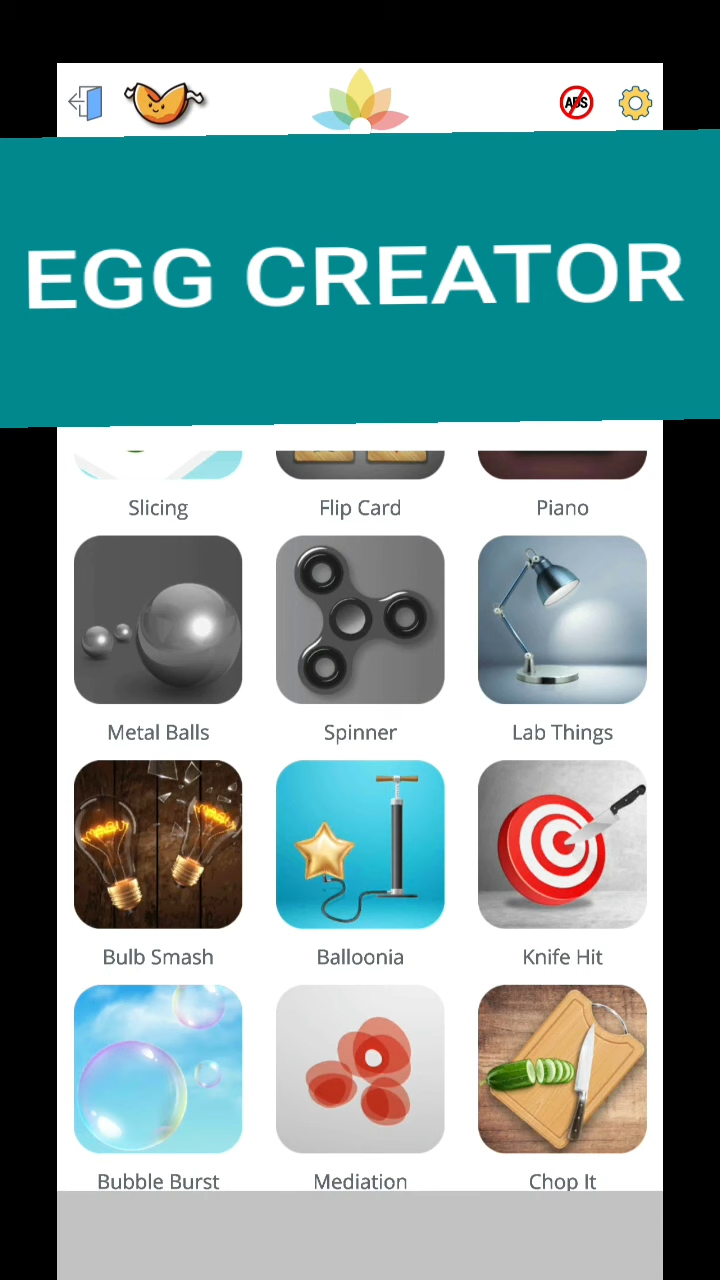 ADS
EGG CREATOR
Slicing
Flip Card
Piano
Metal Balls
Spinner
Lab Things
Bulb Smash
Balloonia
Knife Hit
Bubble Burst
Mediation
Chop It